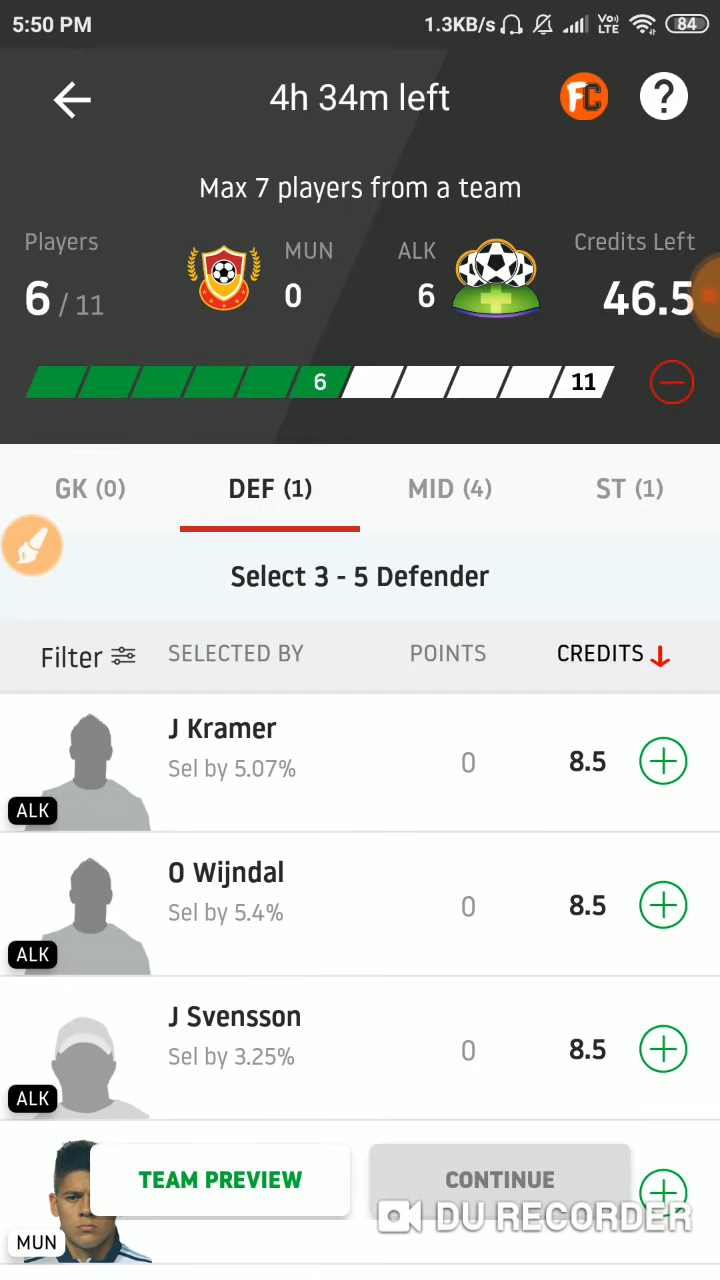 5:50 PM 1.3KB/s Vo)) LTE 84
4h 34m left FC ?
Max 7 players from a team
Players MUN ALK Credits Left
6 / 11 0 6 46.5
6 11
GK (0) DEF (1) MID (4) ST (1)
Select 3 - 5 Defender
Filter SELECTED BY POINTS CREDITS
J Kramer
Sel by 5.07% 0 8.5
ALK
O Wijndal
Sel by 5.4% 0 8.5
ALK
J Svensson
Sel by 3.25% 0 8.5
ALK
TEAM PREVIEW CONTINUE
DU RECORDER
MUN